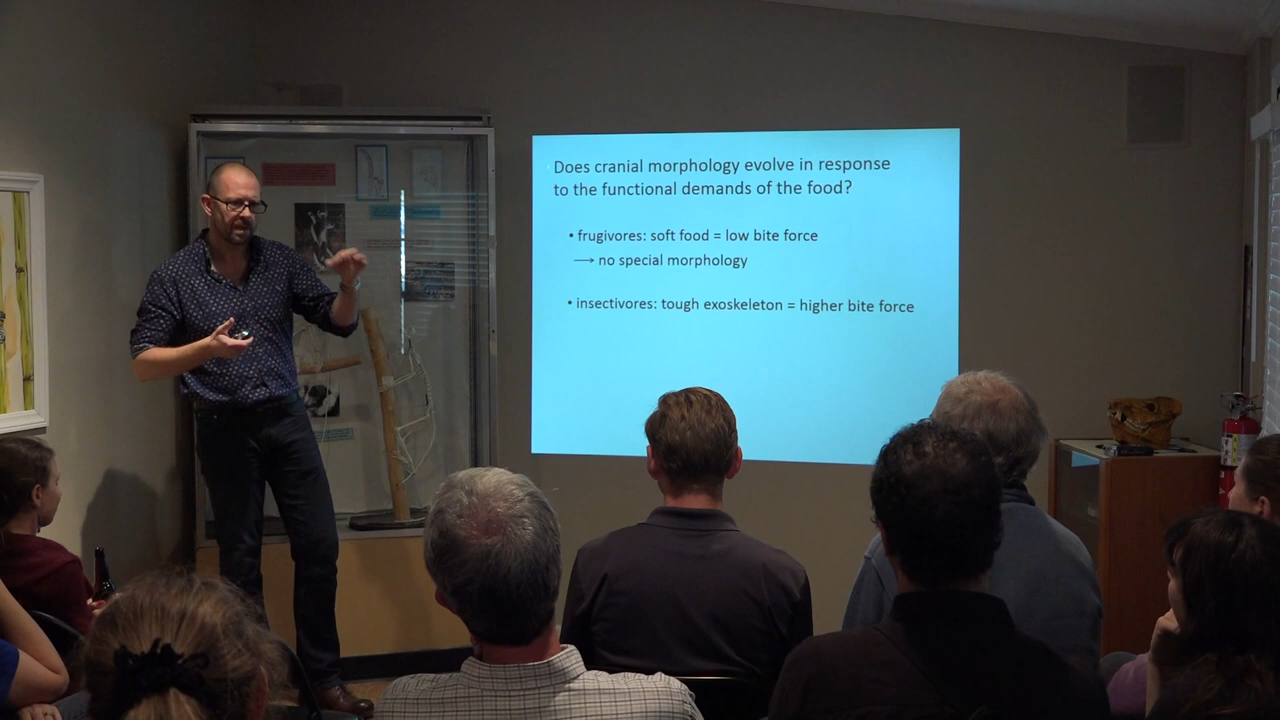 Does cranial morphology evolve in response
to the functional demands of the food?
• frugivores: soft food = low bite force
→ no special morphology
• insectivores: tough exoskeleton = higher bite force